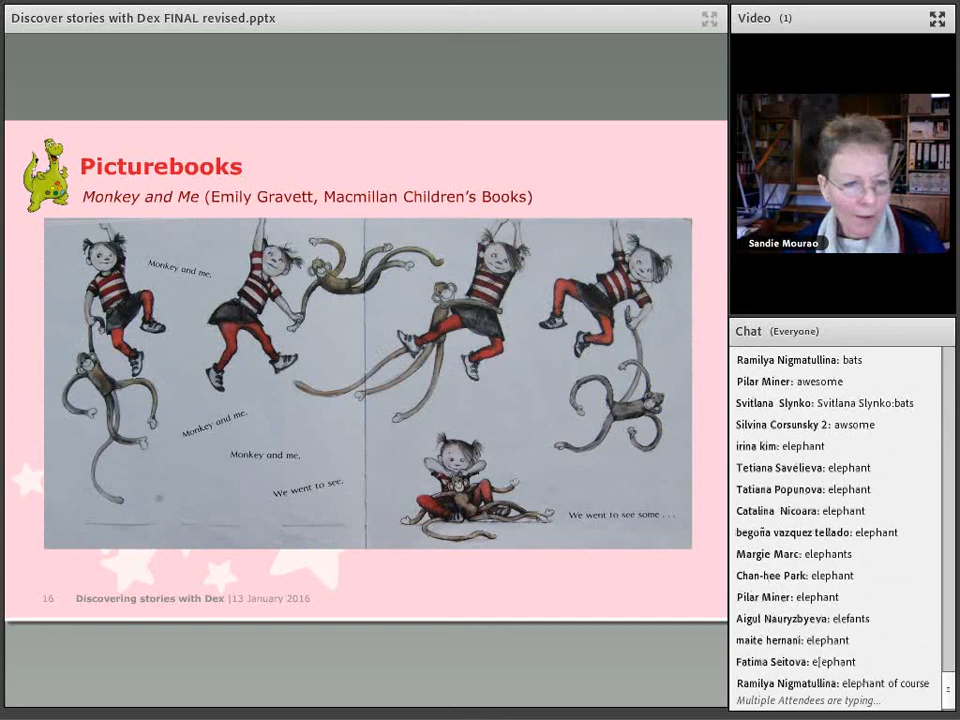 Discover stories with Dex FINAL revised.pptx
Picturebooks
Monkey and Me (Emily Gravett, Macmillan Children's Books)
Monkey and me,
Monkey and me,
Monkey and me,
We went to see,
We went to see some . . .
16 Discovering stories with Dex |13 January 2016
Video (1)
Sandie Mourao
Chat (Everyone)
Ramilya Nigmatullina: bats
Pilar Miner: awesome
Svitlana Slynko: Svitlana Slynko:bats
Silvina Corsunsky 2: awsome
irina kim: elephant
Tetiana Savelieva: elephant
Tatiana Popunova: elephant
Catalina Nicoara: elephant
begoña vazquez tellado: elephant
Margie Marc: elephants
Chan-hee Park: elephant
Pilar Miner: elephant
Aigul Nauryzbyeva: elefants
maite hernani: elephant
Fatima Seitova: e[ephant
Ramilya Nigmatullina: elephant of course
Multiple Attendees are typing...